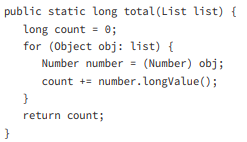 public static long total(List list) {
   long count = 0;
   for (Object obj: list) {
      Number number = (Number) obj;
      count += number.longValue();
   }
   return count;
}